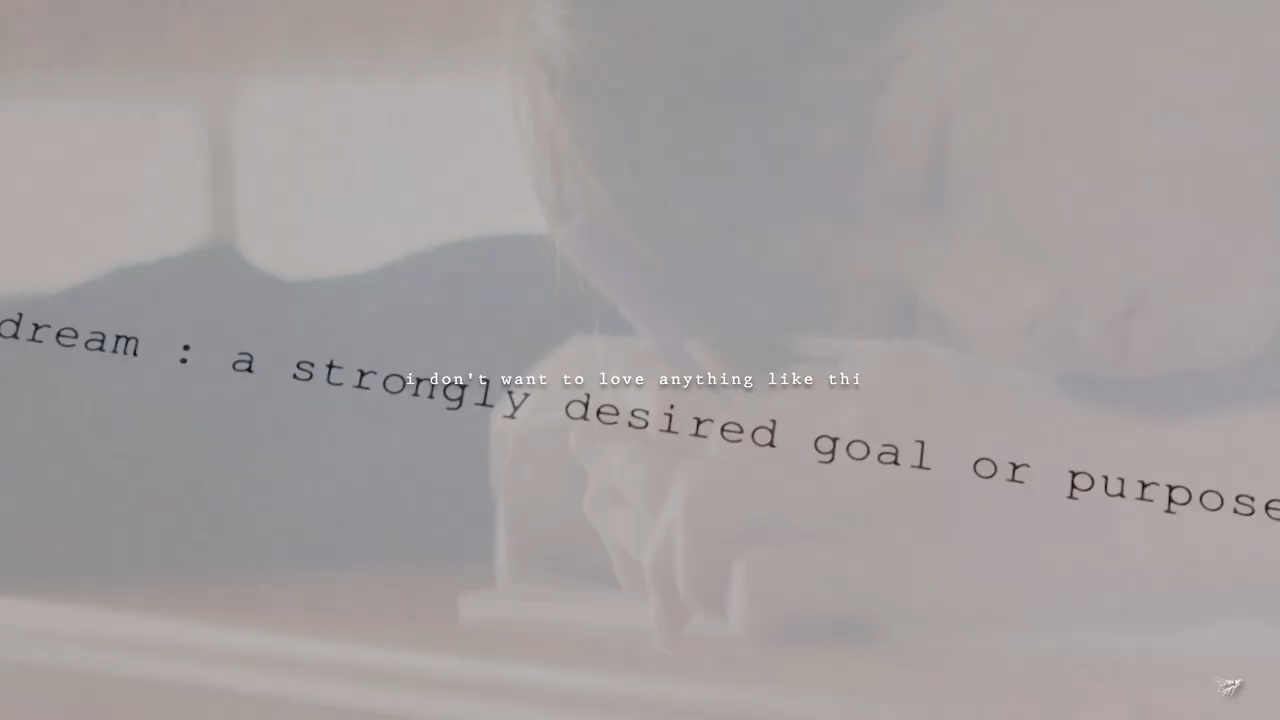 dream : a strongly desired goal or purpose
i don't want to love anything like thi